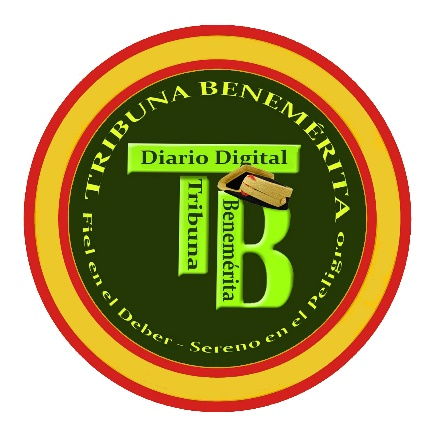 TRIBUNA BENEMÉRITA
Diario Digital
Tribuna
Benemérita
TB
Fiel en el Deber - Sereno en el Peligro